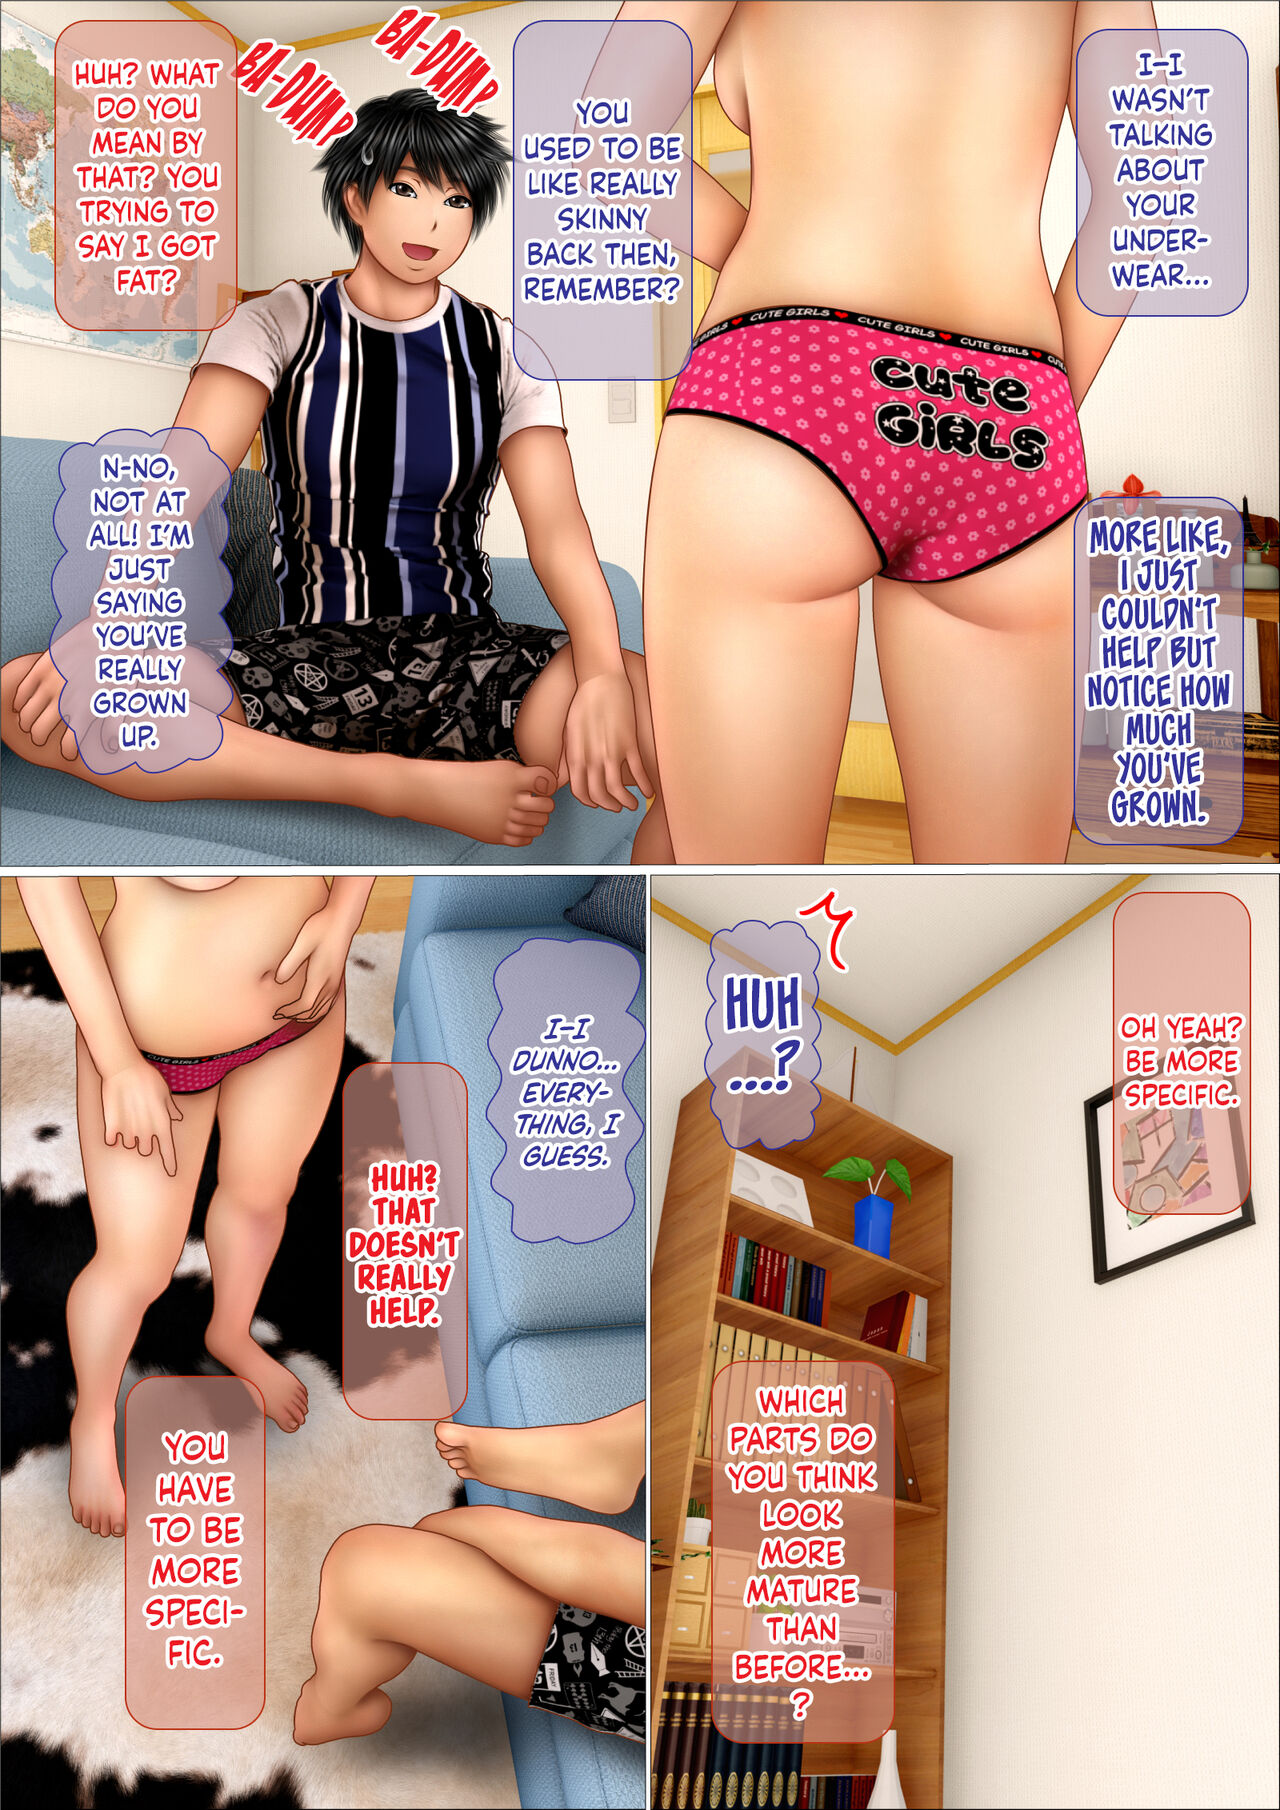 I-I
WASN'T
TALKING
ABOUT
YOUR
UNDER-
WEAR...
MORE LIKE,
I JUST
COULDN'T
HELP BUT
NOTICE HOW
MUCH
YOU'VE
GROWN.
CUTE GIRLS
CUTE GIRLS
CUTE GIRLS
CUTE
GIRLS
YOU
USED TO BE
LIKE REALLY
SKINNY
BACK THEN,
REMEMBER?
BA-DUMP
BA-DUMP
HUH? WHAT
DO YOU
MEAN BY
THAT? YOU
TRYING TO
SAY I GOT
FAT?
N-NO,
NOT AT
ALL! I'M
JUST
SAYING
YOU'VE
REALLY
GROWN
UP.
OH YEAH?
BE MORE
SPECIFIC.
HUH
...?
WHICH
PARTS DO
YOU THINK
LOOK
MORE
MATURE
THAN
BEFORE...
?
I-I
DUNNO...
EVERY-
THING, I
GUESS.
HUH?
THAT
DOESN'T
REALLY
HELP.
YOU
HAVE
TO BE
MORE
SPECI-
FIC.
CUTE GIRLS